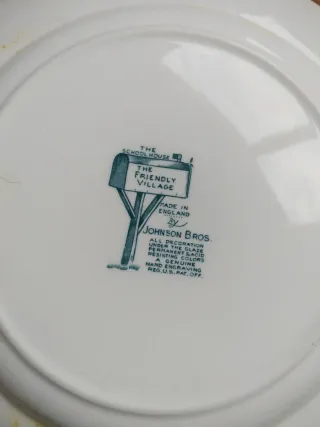 THE
SCHOOL HOUSE
THE
FRIENDLY
VILLAGE
MADE IN
ENGLAND
by
JOHNSON BROS.
ALL DECORATION
UNDER THE GLAZE
PERMANENT & ACID
RESISTING COLORS
A GENUINE
HAND ENGRAVING
REG. U.S. PAT. OFF.